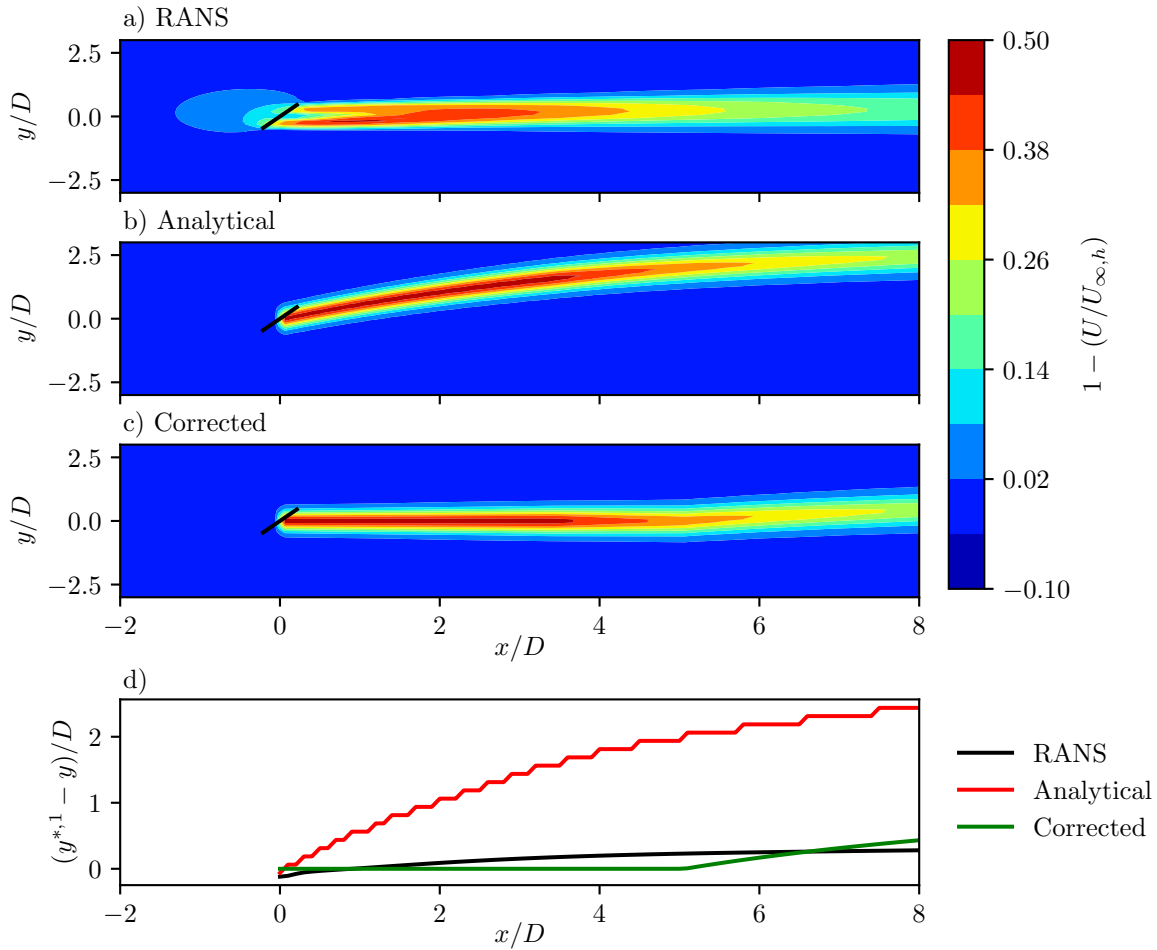 a) RANS
2.5
0.0
−2.5
y/D
b) Analytical
2.5
0.0
−2.5
y/D
c) Corrected
2.5
0.0
−2.5
y/D
−2 0 2 4 6 8
x/D
0.50
0.38
0.26
0.14
0.02
−0.10
1 − (U/U∞,h)
d)
2
1
0
(y*,1 − y)/D
−2 0 2 4 6 8
x/D
RANS
Analytical
Corrected